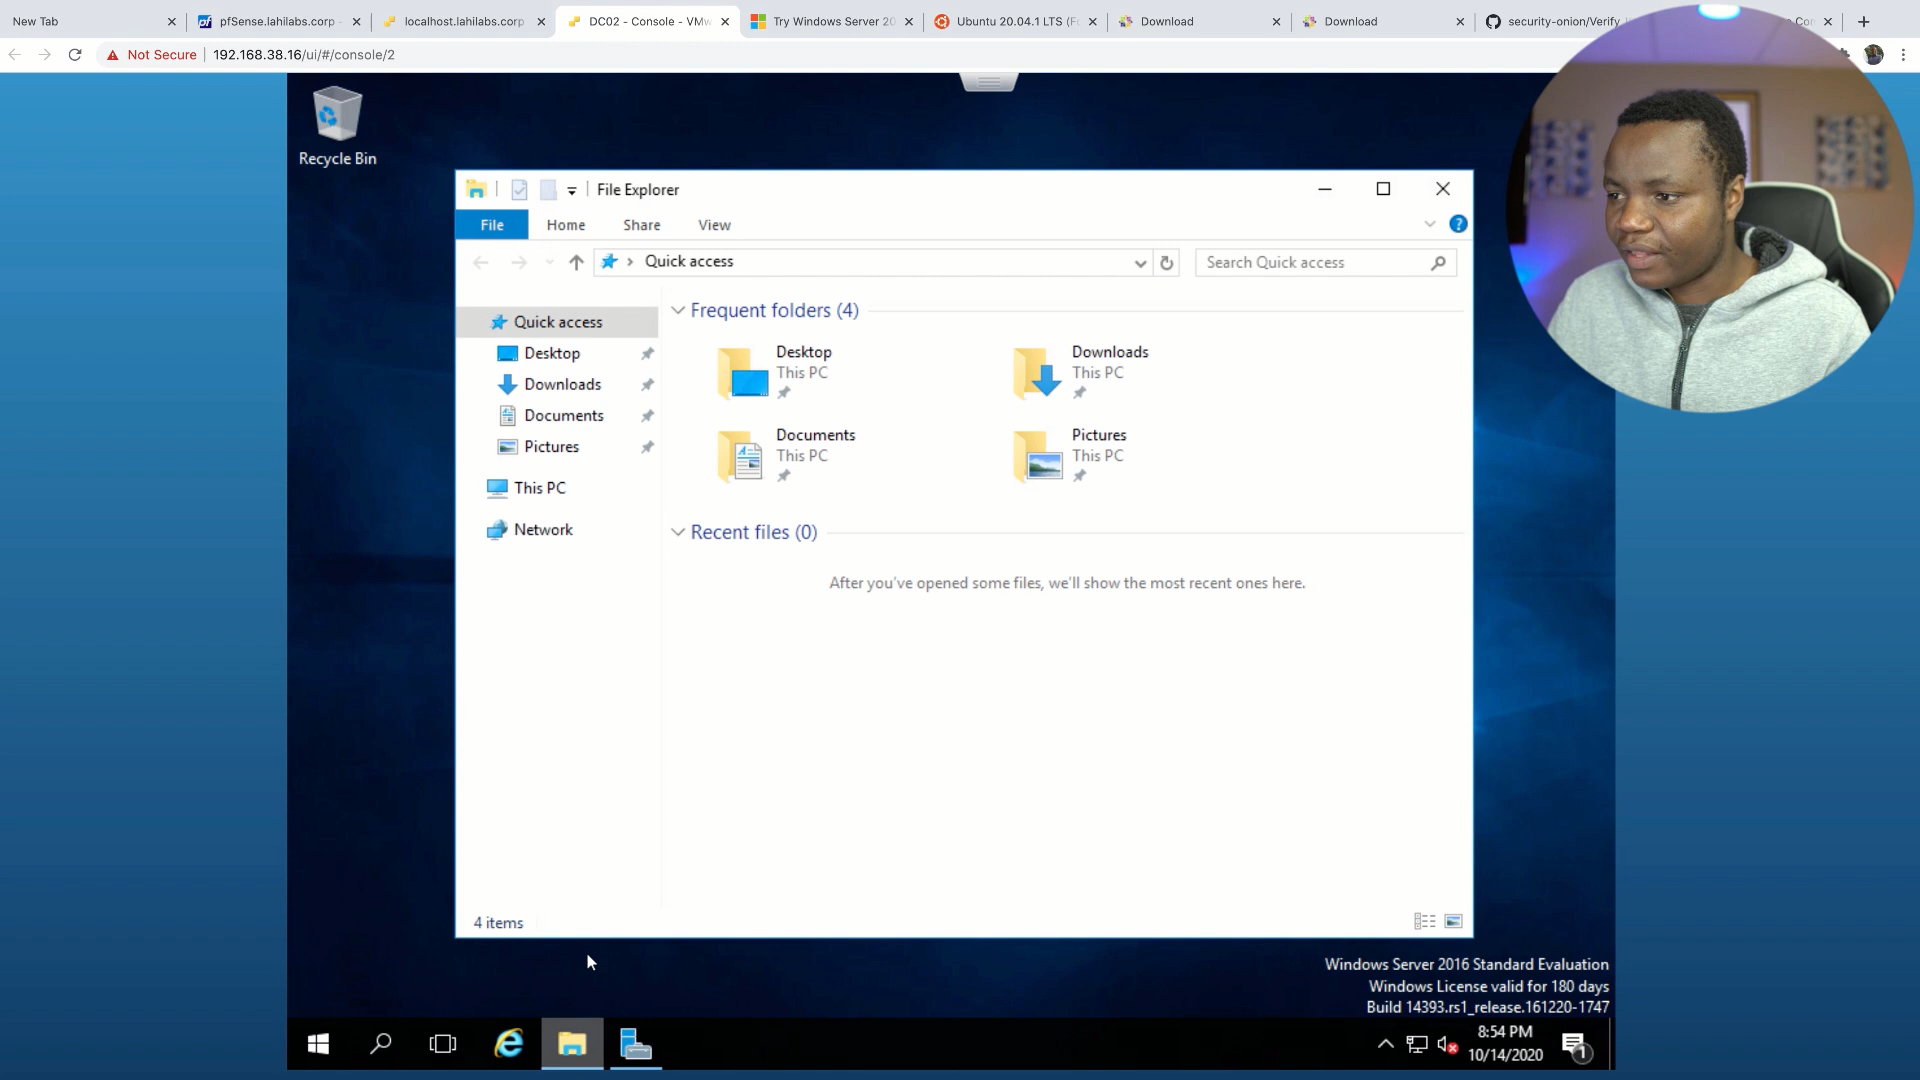 New Tab
pfSense.lahilabs.corp -
localhost.lahilabs.corp
DC02 - Console - VMw
Try Windows Server 20
Ubuntu 20.04.1 LTS (Fo
Download
Download
security-onion/Verify_
Con
Not Secure
192.168.38.16/ui/#/console/2
Recycle Bin
File Explorer
File
Home
Share
View
?
Quick access
Search Quick access
Quick access
Desktop
Downloads
Documents
Pictures
This PC
Network
Frequent folders (4)
Desktop
This PC
Downloads
This PC
Documents
This PC
Pictures
This PC
Recent files (0)
After you've opened some files, we'll show the most recent ones here.
4 items
Windows Server 2016 Standard Evaluation
Windows License valid for 180 days
Build 14393.rs1_release.161220-1747
8:54 PM
10/14/2020
1